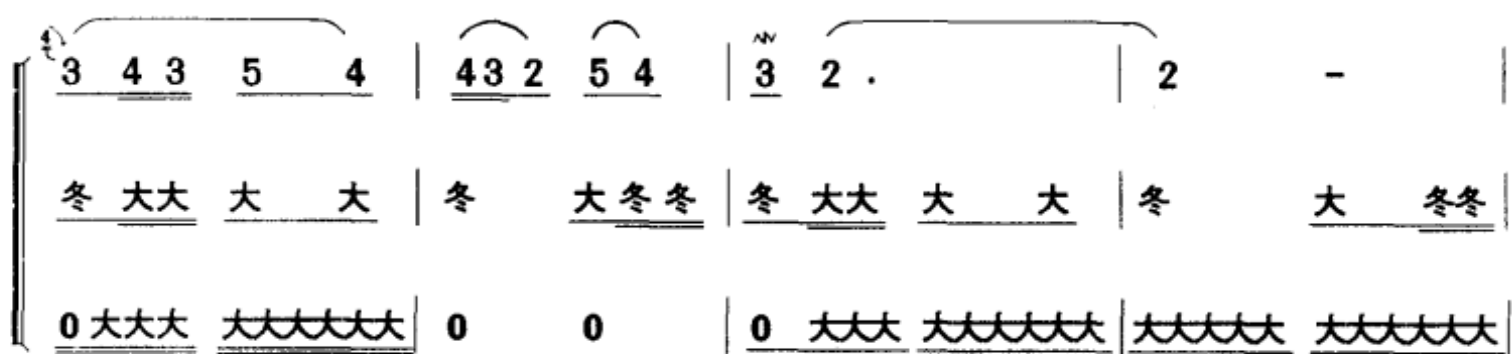 4 3 4 3 5 4 | 4 3 2 5 4 | 3 2 . | 2 - |
冬 大大 大 大 | 冬 大 冬 冬 | 冬 大大 大 大 | 冬 大 冬冬 |
0 大大大 大大大大大大 | 0 0 | 0 大大大 大大大大大大 | 大大大大大 大大大大大大 |